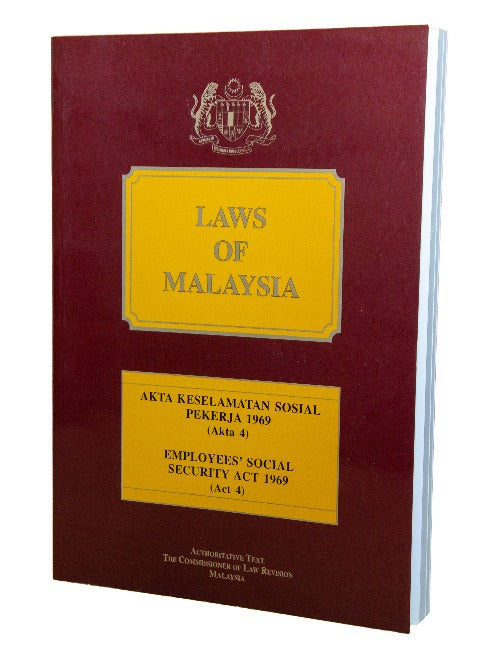 LAWS
OF
MALAYSIA
AKTA KESELAMATAN SOSIAL
PEKERJA 1969
(Akta 4)
EMPLOYEES' SOCIAL
SECURITY ACT 1969
(Act 4)
AUTHORITATIVE TEXT
THE COMMISSIONER OF LAW REVISION
MALAYSIA